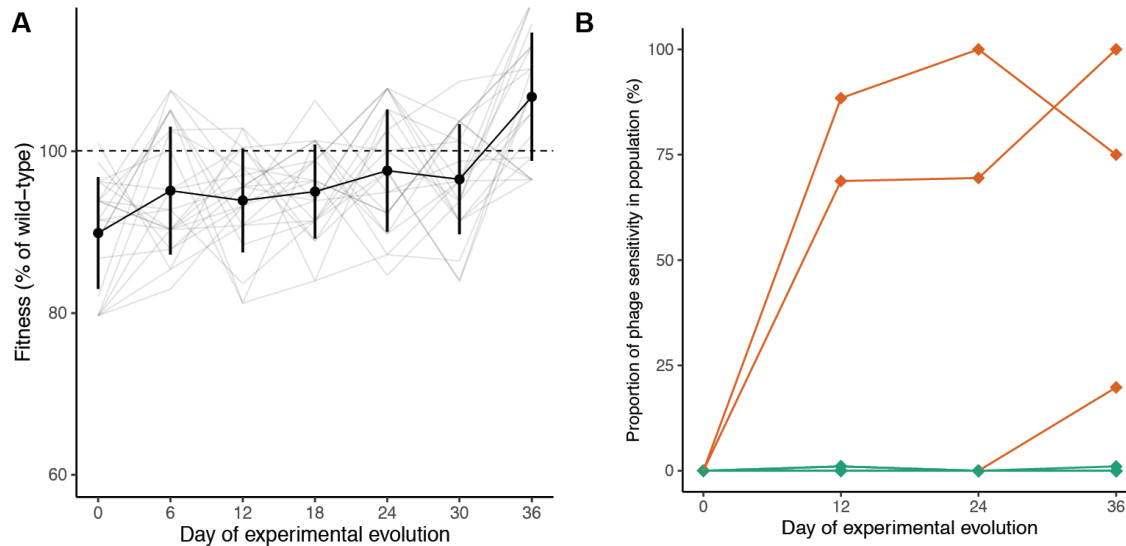 A
Fitness (% of wild−type)
100
80
60
0 6 12 18 24 30 36
Day of experimental evolution
B
Proportion of phage sensitivity in population (%)
100
75
50
25
0
0 12 24 36
Day of experimental evolution